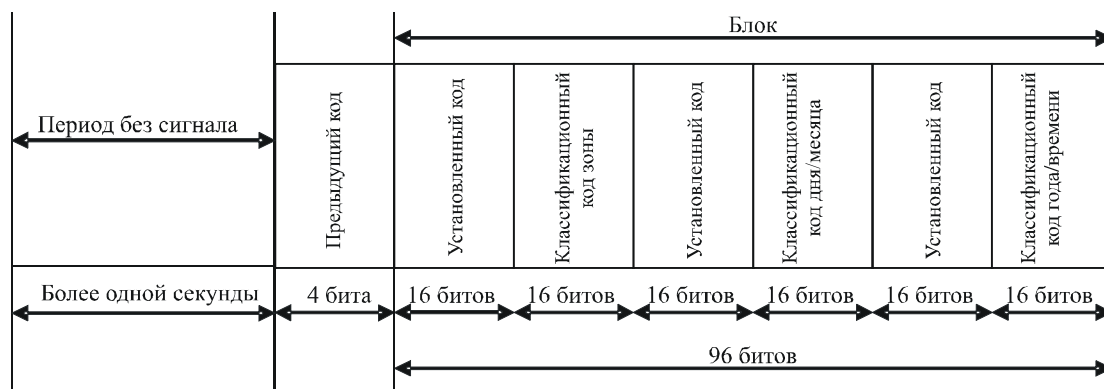 Блок
Период без сигнала
Предыдущий код
Установленный код
Классификационный
код зоны
Установленный код
Классификационный
код дня/месяца
Установленный код
Классификационный
код года/времени
Более одной секунды
4 бита
16 битов
16 битов
16 битов
16 битов
16 битов
16 битов
96 битов